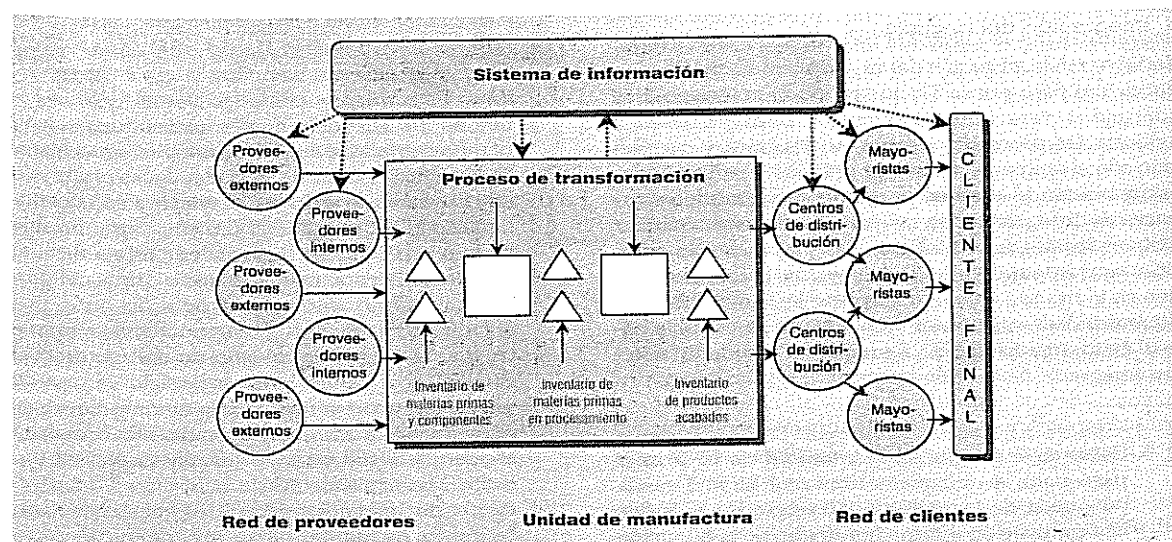 Sistema de información
Provee-
dores
externos
Provee-
dores
internos
Provee-
dores
externos
Provee-
dores
internos
Provee-
dores
externos
Proceso de transformación
Inventario de
materias primas
y componentes
Inventario de
materias primas
en procesamiento
Inventario
de productos
acabados
Centros
de distri-
bución
Centros
de distri-
bución
Mayo-
ristas
Mayo-
ristas
Mayo-
ristas
CLIENTE FINAL
Red de proveedores
Unidad de manufactura
Red de clientes